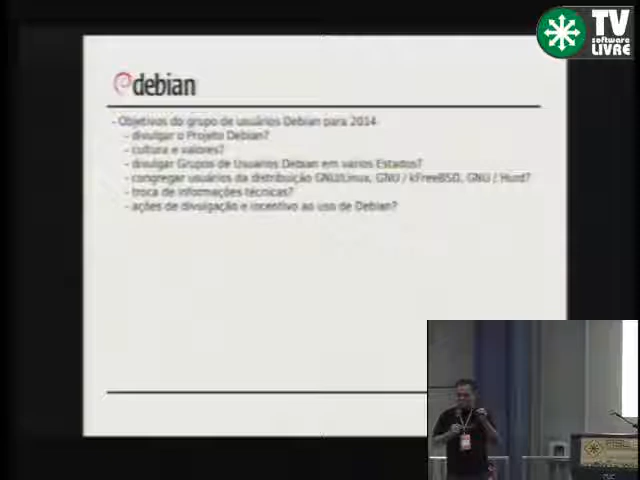 TV
software
LIVRE
debian
- Objetivos do grupo de usuários Debian para 2014
- divulgar o Projeto Debian?
- cultura e valores?
- divulgar Grupos de Usuários Debian em vários Estados?
- congregar usuários da distribuição GNU/Linux, GNU / kFreeBSD, GNU / Hurd?
- troca de informações técnicas?
- ações de divulgação e incentivo ao uso de Debian?
FISL